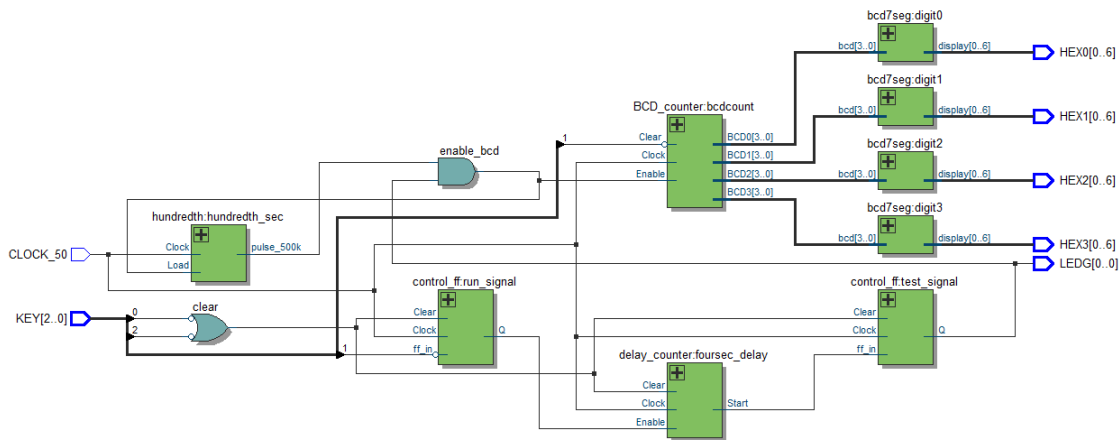 bcd7seg:digit0
bcd[3..0] display[0..6]
HEX0[0..6]
bcd7seg:digit1
bcd[3..0] display[0..6]
HEX1[0..6]
BCD_counter:bcdcount
1
Clear
Clock
Enable
BCD0[3..0]
BCD1[3..0]
BCD2[3..0]
BCD3[3..0]
bcd7seg:digit2
bcd[3..0] display[0..6]
HEX2[0..6]
enable_bcd
bcd7seg:digit3
bcd[3..0] display[0..6]
HEX3[0..6]
LEDG[0..0]
hundredth:hundredth_sec
CLOCK_50
Clock
Load
pulse_500k
clear
KEY[2..0]
0
2
1
control_ff:run_signal
Clear
Clock
ff_in
Q
control_ff:test_signal
Clear
Clock
ff_in
Q
delay_counter:foursec_delay
Clear
Clock
Enable
Start